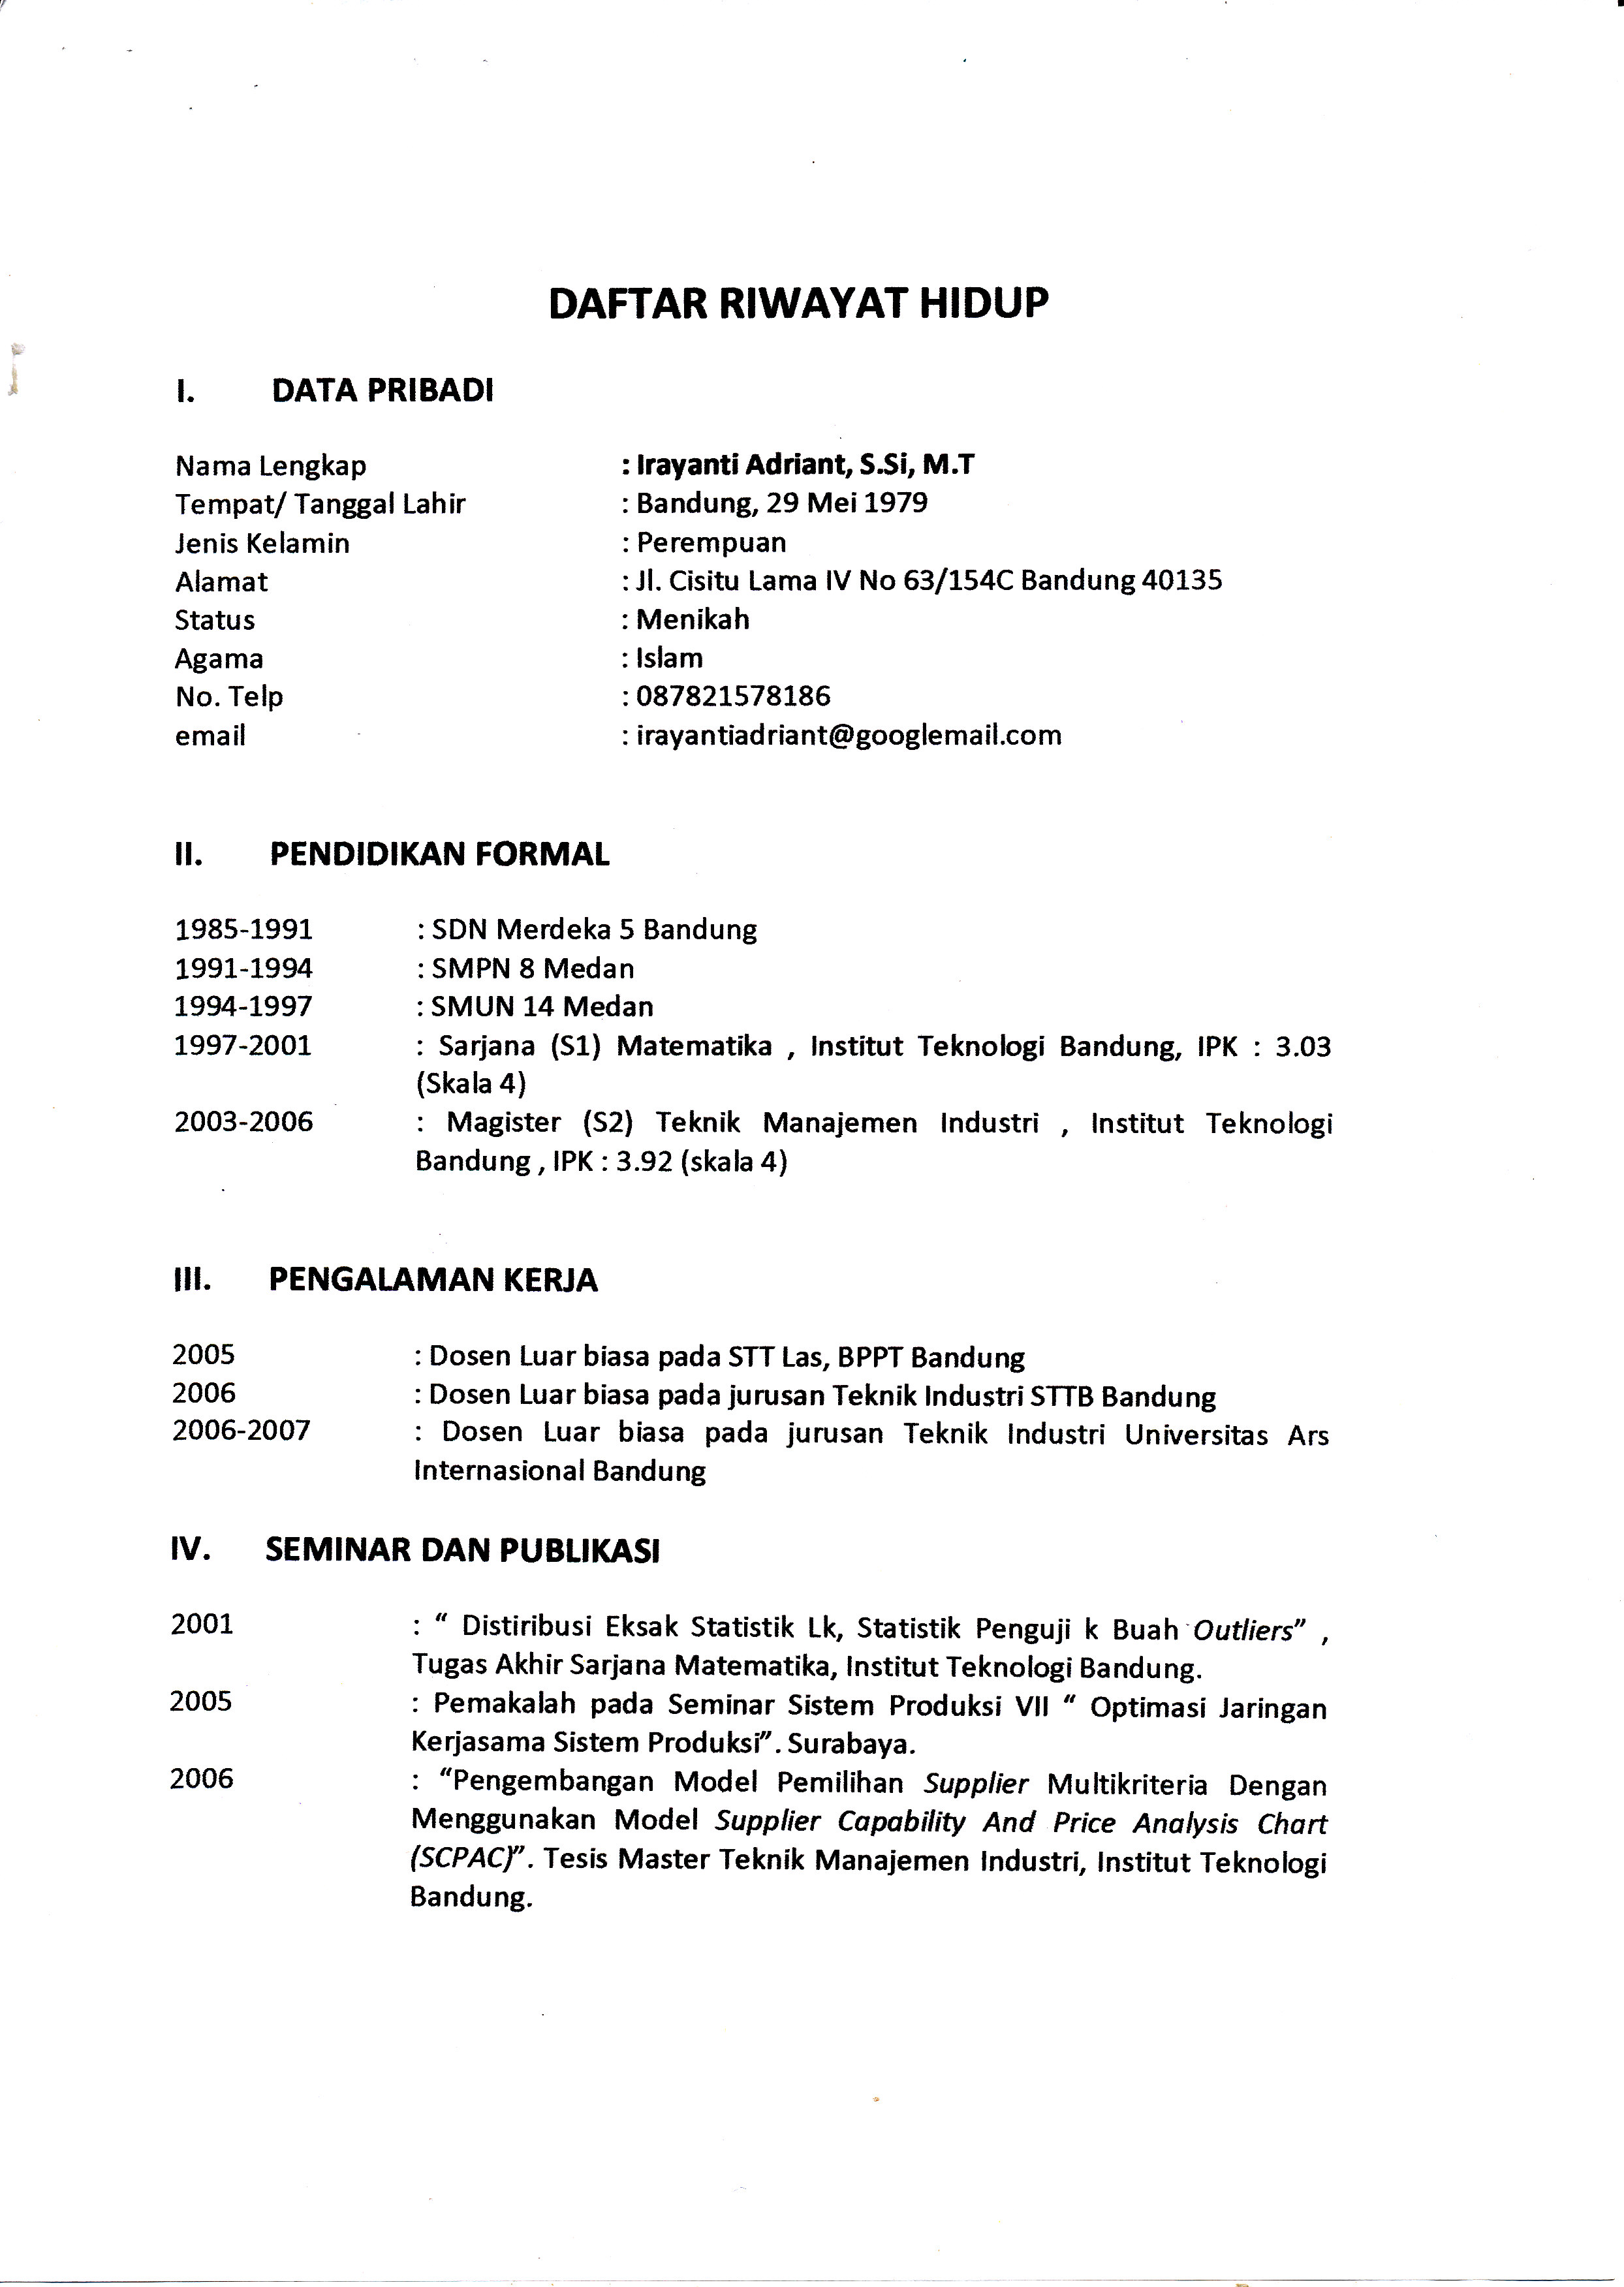 DAFTAR RIWAYAT HIDUP
I. DATA PRIBADI
Nama Lengkap : Irayanti Adriant, S.Si, M.T
Tempat/ Tanggal Lahir : Bandung, 29 Mei 1979
Jenis Kelamin : Perempuan
Alamat : Jl. Cisitu Lama IV No 63/154C Bandung 40135
Status : Menikah
Agama : Islam
No. Telp : 087821578186
email : irayantiadriant@googlemail.com
II. PENDIDIKAN FORMAL
1985-1991 : SDN Merdeka 5 Bandung
1991-1994 : SMPN 8 Medan
1994-1997 : SMUN 14 Medan
1997-2001 : Sarjana (S1) Matematika , Institut Teknologi Bandung, IPK : 3.03
(Skala 4)
2003-2006 : Magister (S2) Teknik Manajemen Industri , Institut Teknologi
Bandung , IPK : 3.92 (skala 4)
III. PENGALAMAN KERJA
2005 : Dosen Luar biasa pada STT Las, BPPT Bandung
2006 : Dosen Luar biasa pada jurusan Teknik Industri STTB Bandung
2006-2007 : Dosen Luar biasa pada jurusan Teknik Industri Universitas Ars
Internasional Bandung
IV. SEMINAR DAN PUBLIKASI
2001 : “ Distiribusi Eksak Statistik Lk, Statistik Penguji k Buah Outliers” ,
Tugas Akhir Sarjana Matematika, Institut Teknologi Bandung.
2005 : Pemakalah pada Seminar Sistem Produksi VII “ Optimasi Jaringan
Kerjasama Sistem Produksi”. Surabaya.
2006 : “Pengembangan Model Pemilihan Supplier Multikriteria Dengan
Menggunakan Model Supplier Capability And Price Analysis Chart
(SCPAC)”. Tesis Master Teknik Manajemen Industri, Institut Teknologi
Bandung.